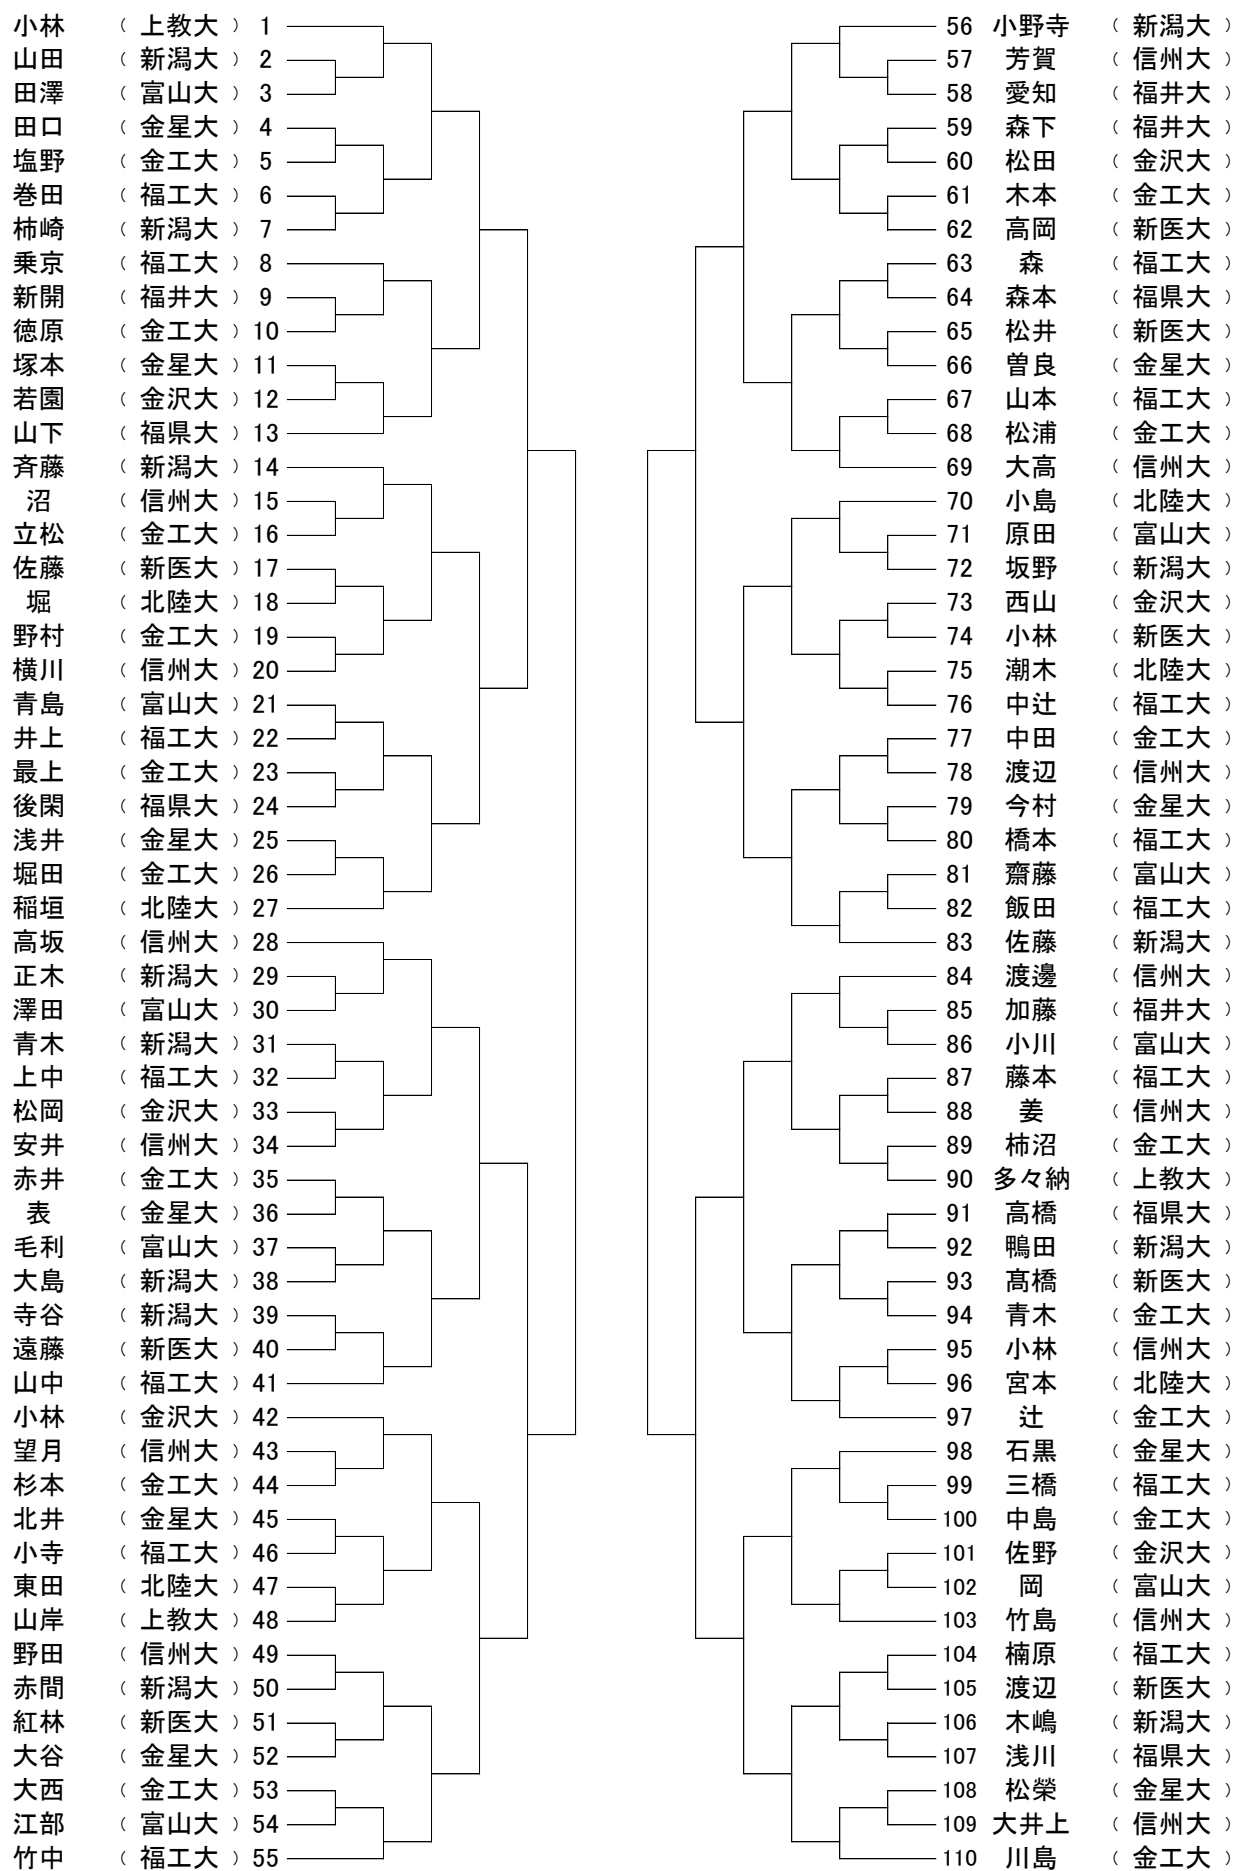 小林 （ 上教大 ） 1
山田 （ 新潟大 ） 2
田澤 （ 富山大 ） 3
田口 （ 金星大 ） 4
塩野 （ 金工大 ） 5
巻田 （ 福工大 ） 6
柿崎 （ 新潟大 ） 7
乗京 （ 福工大 ） 8
新開 （ 福井大 ） 9
徳原 （ 金工大 ） 10
塚本 （ 金星大 ） 11
若園 （ 金沢大 ） 12
山下 （ 福県大 ） 13
斉藤 （ 新潟大 ） 14
沼 （ 信州大 ） 15
立松 （ 金工大 ） 16
佐藤 （ 新医大 ） 17
堀 （ 北陸大 ） 18
野村 （ 金工大 ） 19
横川 （ 信州大 ） 20
青島 （ 富山大 ） 21
井上 （ 福工大 ） 22
最上 （ 金工大 ） 23
後閑 （ 福県大 ） 24
浅井 （ 金星大 ） 25
堀田 （ 金工大 ） 26
稲垣 （ 北陸大 ） 27
高坂 （ 信州大 ） 28
正木 （ 新潟大 ） 29
澤田 （ 富山大 ） 30
青木 （ 新潟大 ） 31
上中 （ 福工大 ） 32
松岡 （ 金沢大 ） 33
安井 （ 信州大 ） 34
赤井 （ 金工大 ） 35
表 （ 金星大 ） 36
毛利 （ 富山大 ） 37
大島 （ 新潟大 ） 38
寺谷 （ 新潟大 ） 39
遠藤 （ 新医大 ） 40
山中 （ 福工大 ） 41
小林 （ 金沢大 ） 42
望月 （ 信州大 ） 43
杉本 （ 金工大 ） 44
北井 （ 金星大 ） 45
小寺 （ 福工大 ） 46
東田 （ 北陸大 ） 47
山岸 （ 上教大 ） 48
野田 （ 信州大 ） 49
赤間 （ 新潟大 ） 50
紅林 （ 新医大 ） 51
大谷 （ 金星大 ） 52
大西 （ 金工大 ） 53
江部 （ 富山大 ） 54
竹中 （ 福工大 ） 55
56 小野寺 （ 新潟大 ）
57 芳賀 （ 信州大 ）
58 愛知 （ 福井大 ）
59 森下 （ 福井大 ）
60 松田 （ 金沢大 ）
61 木本 （ 金工大 ）
62 高岡 （ 新医大 ）
63 森 （ 福工大 ）
64 森本 （ 福県大 ）
65 松井 （ 新医大 ）
66 曽良 （ 金星大 ）
67 山本 （ 福工大 ）
68 松浦 （ 金工大 ）
69 大高 （ 信州大 ）
70 小島 （ 北陸大 ）
71 原田 （ 富山大 ）
72 坂野 （ 新潟大 ）
73 西山 （ 金沢大 ）
74 小林 （ 新医大 ）
75 潮木 （ 北陸大 ）
76 中辻 （ 福工大 ）
77 中田 （ 金工大 ）
78 渡辺 （ 信州大 ）
79 今村 （ 金星大 ）
80 橋本 （ 福工大 ）
81 齋藤 （ 富山大 ）
82 飯田 （ 福工大 ）
83 佐藤 （ 新潟大 ）
84 渡邊 （ 信州大 ）
85 加藤 （ 福井大 ）
86 小川 （ 富山大 ）
87 藤本 （ 福工大 ）
88 姜 （ 信州大 ）
89 柿沼 （ 金工大 ）
90 多々納 （ 上教大 ）
91 高橋 （ 福県大 ）
92 鴨田 （ 新潟大 ）
93 髙橋 （ 新医大 ）
94 青木 （ 金工大 ）
95 小林 （ 信州大 ）
96 宮本 （ 北陸大 ）
97 辻 （ 金工大 ）
98 石黒 （ 金星大 ）
99 三橋 （ 福工大 ）
100 中島 （ 金工大 ）
101 佐野 （ 金沢大 ）
102 岡 （ 富山大 ）
103 竹島 （ 信州大 ）
104 楠原 （ 福工大 ）
105 渡辺 （ 新医大 ）
106 木嶋 （ 新潟大 ）
107 浅川 （ 福県大 ）
108 松榮 （ 金星大 ）
109 大井上 （ 信州大 ）
110 川島 （ 金工大 ）